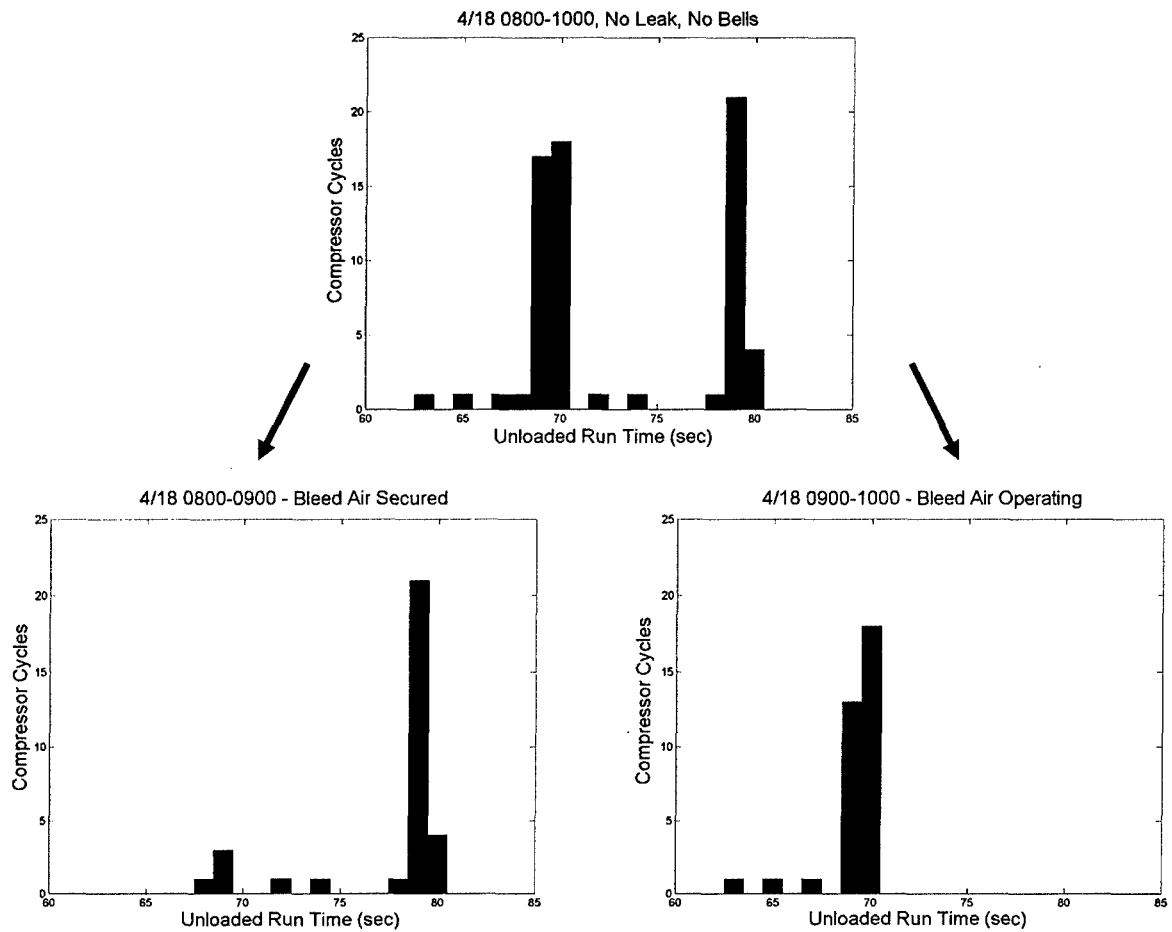 4/18 0800-1000, No Leak, No Bells
25
20
15
10
5
0
Compressor Cycles
60 65 70 75 80 85
Unloaded Run Time (sec)
4/18 0800-0900 - Bleed Air Secured
25
20
15
10
5
0
Compressor Cycles
60 65 70 75 80 85
Unloaded Run Time (sec)
4/18 0900-1000 - Bleed Air Operating
25
20
15
10
5
0
Compressor Cycles
60 65 70 75 80 85
Unloaded Run Time (sec)